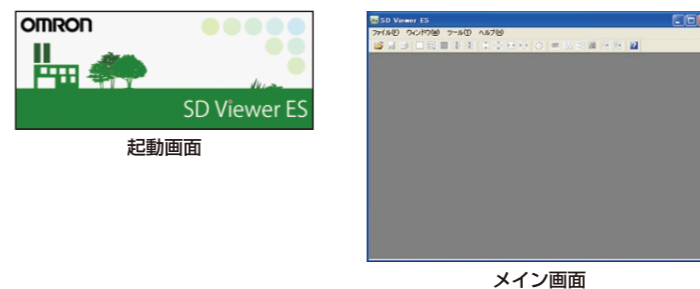 OMRON
SD Viewer ES
起動画面
SD Viewer ES
ファイル(F) ウィンドウ(W) ツール(T) ヘルプ(H)
メイン画面